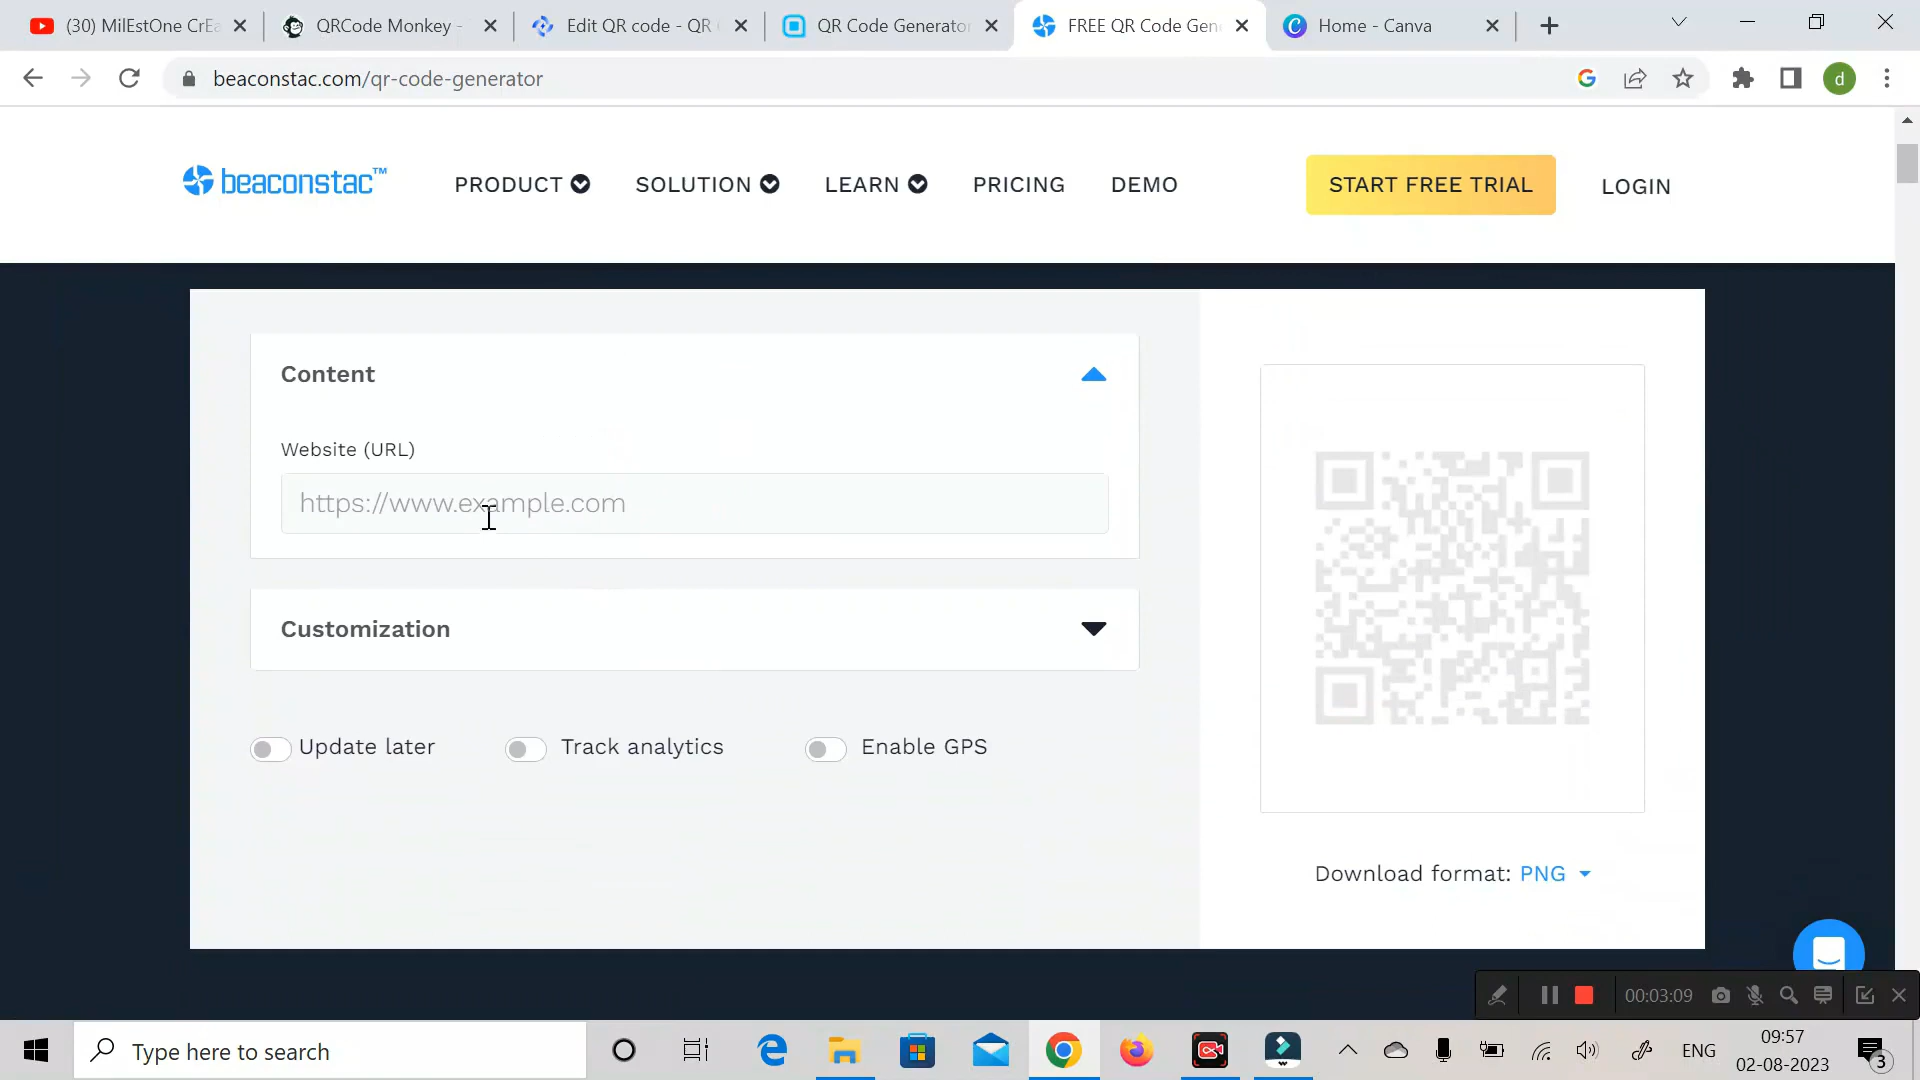 (30) MilEstOne CrEa
QRCode Monkey -
Edit QR code - QR
QR Code Generator
FREE QR Code Gen
Home - Canva
beaconstac.com/qr-code-generator
d
beaconstac™
PRODUCT
SOLUTION
LEARN
PRICING
DEMO
START FREE TRIAL
LOGIN
Content
Website (URL)
https://www.example.com
Customization
Update later
Track analytics
Enable GPS
Download format: PNG
00:03:09
Type here to search
ENG
09:57
02-08-2023
3